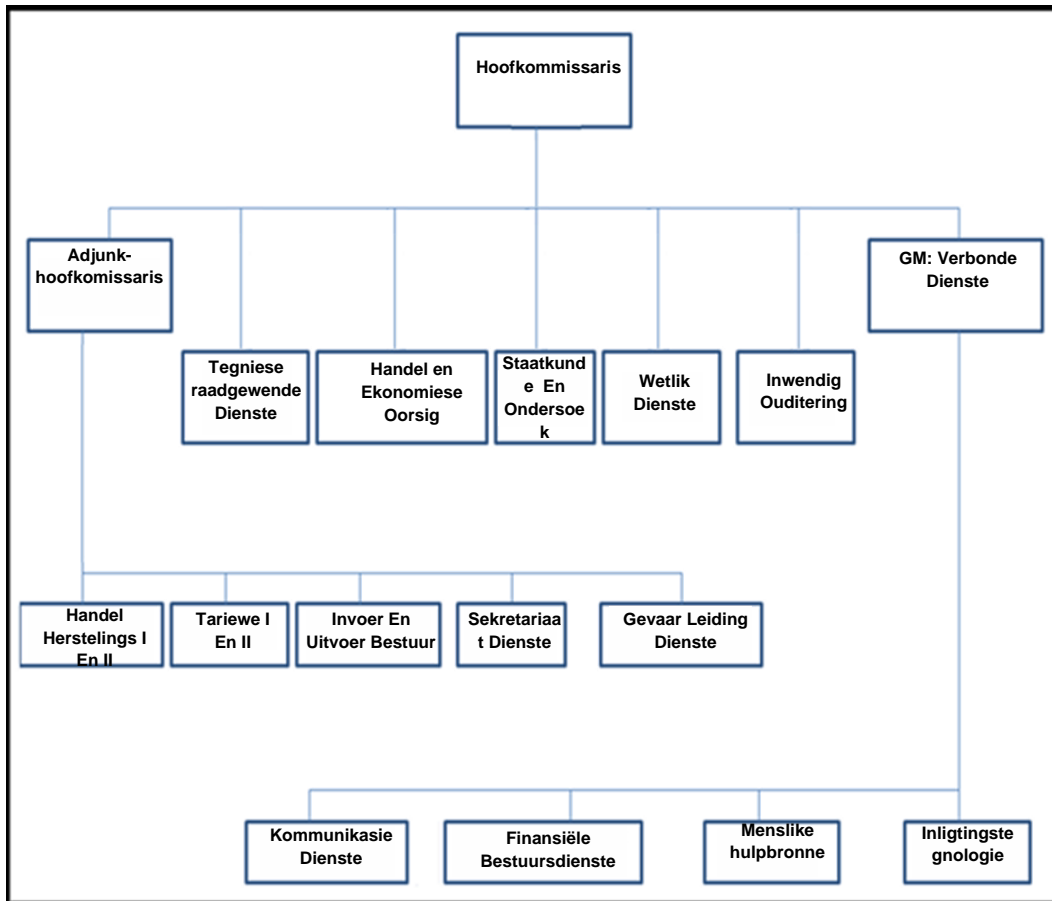 Hoofkommissaris
Adjunk-
hoofkomissaris
GM: Verbonde
Dienste
Tegniese
raadgewende
Dienste
Handel en
Ekonomiese
Oorsig
Staatkund
e En
Ondersoe
k
Wetlik
Dienste
Inwendig
Ouditering
Handel
Herstelings I
En II
Tariewe I
En II
Invoer En
Uitvoer Bestuur
Sekretariaa
t Dienste
Gevaar Leiding
Dienste
Kommunikasie
Dienste
Finansiële
Bestuursdienste
Menslike
hulpbronne
Inligtingste
gnologie